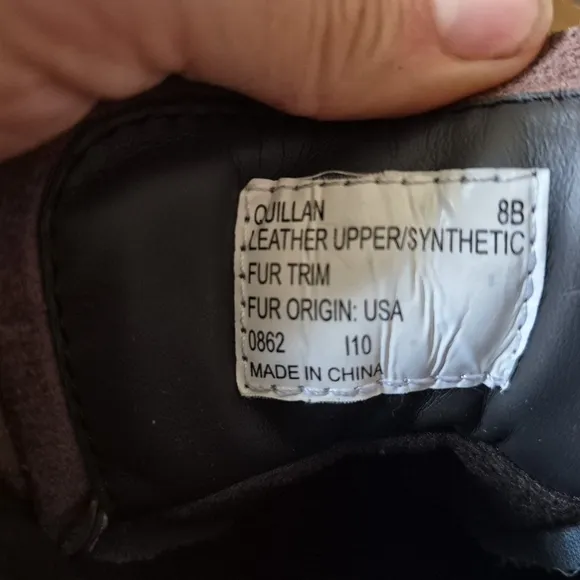 QUILLAN 8B
LEATHER UPPER/SYNTHETIC
FUR TRIM
FUR ORIGIN: USA
0862 I10
MADE IN CHINA